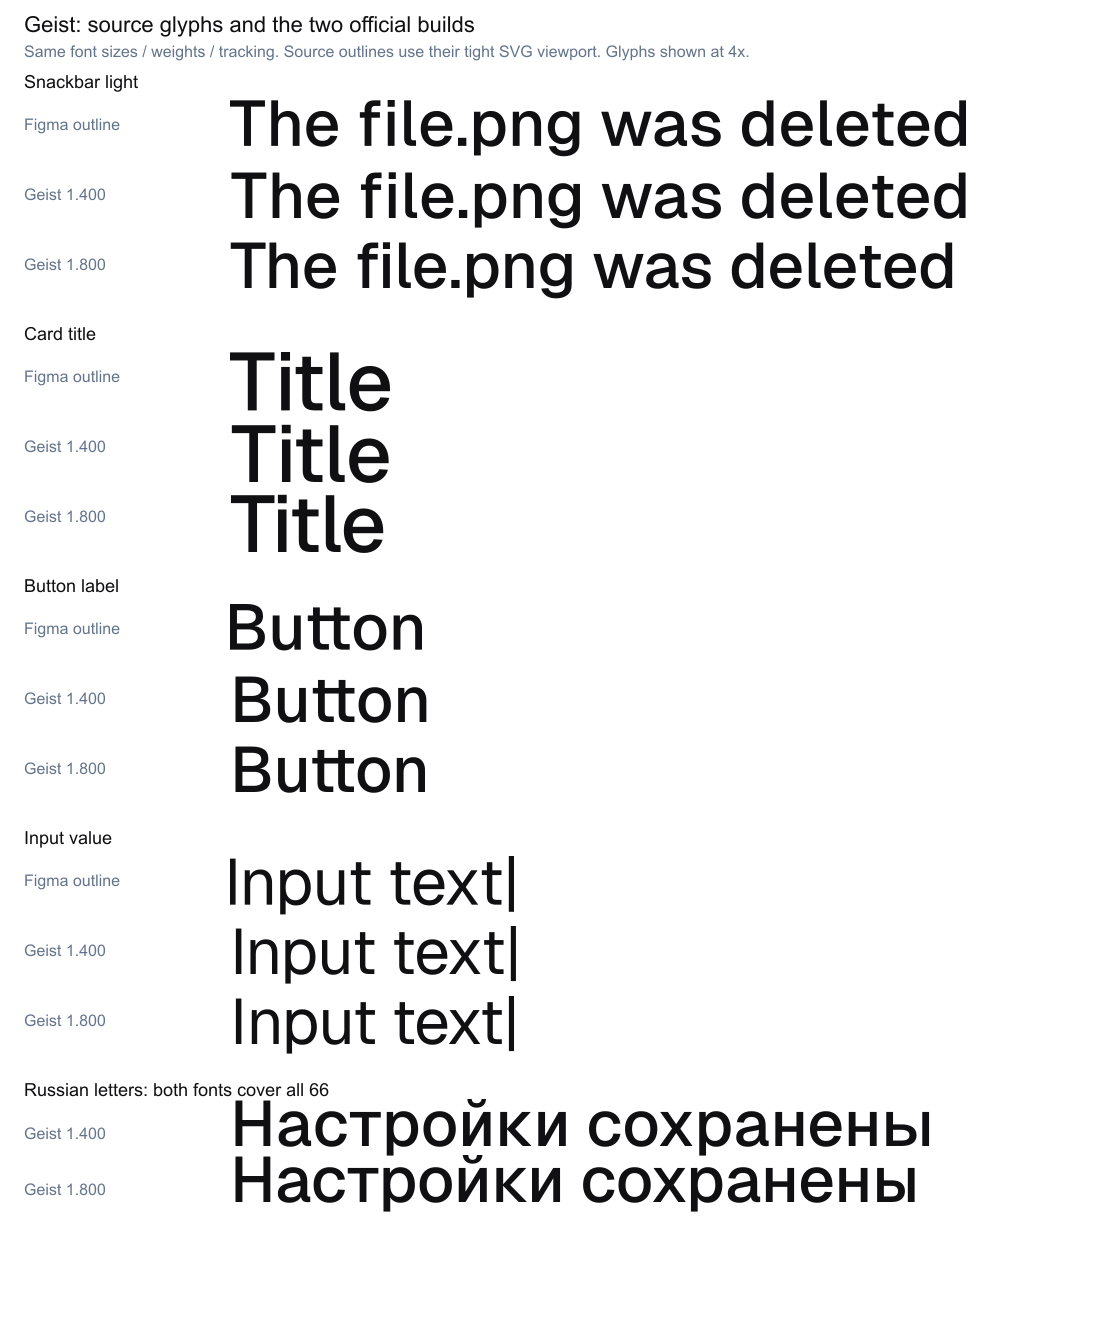 Geist: source glyphs and the two official builds
Same font sizes / weights / tracking. Source outlines use their tight SVG viewport. Glyphs shown at 4x.
Snackbar light
Figma outline The file.png was deleted
Geist 1.400 The file.png was deleted
Geist 1.800 The file.png was deleted
Card title
Figma outline Title
Geist 1.400 Title
Geist 1.800 Title
Button label
Figma outline Button
Geist 1.400 Button
Geist 1.800 Button
Input value
Figma outline Input text|
Geist 1.400 Input text|
Geist 1.800 Input text|
Russian letters: both fonts cover all 66
Geist 1.400 Настройки сохранены
Geist 1.800 Настройки сохранены